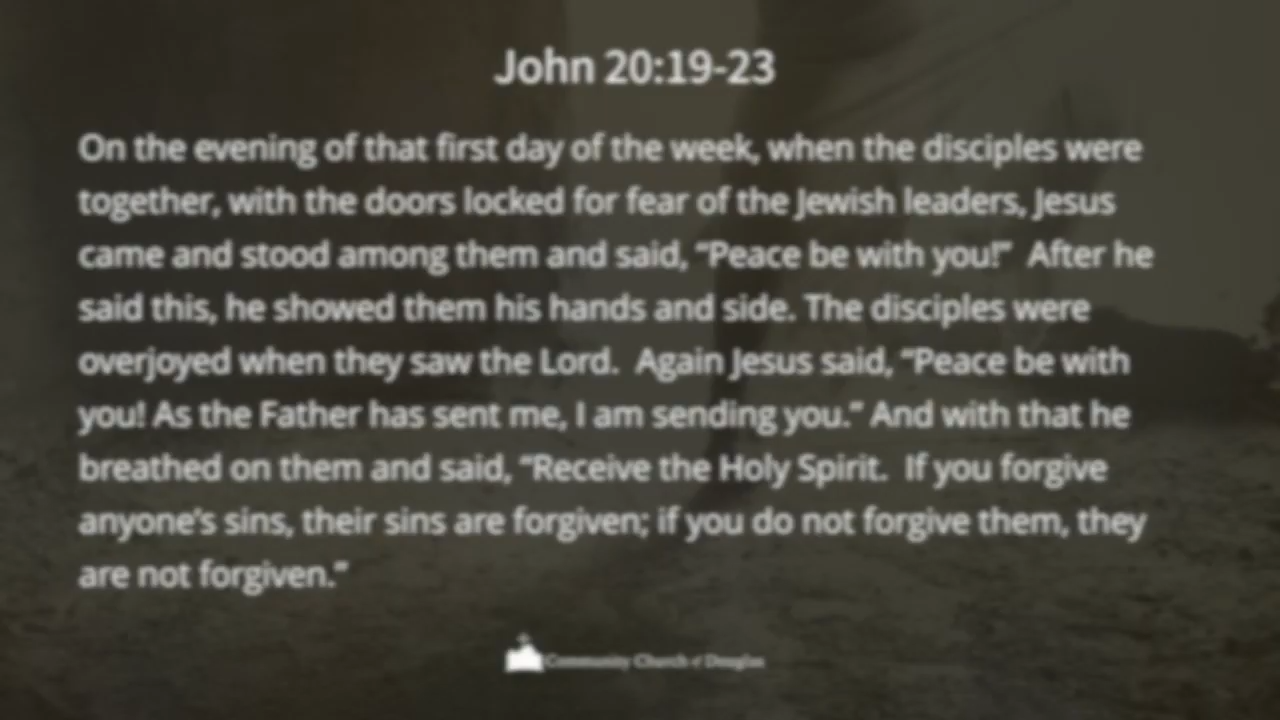 John 20:19-23
On the evening of that first day of the week, when the disciples were
together, with the doors locked for fear of the Jewish leaders, Jesus
came and stood among them and said, “Peace be with you!”  After he
said this, he showed them his hands and side. The disciples were
overjoyed when they saw the Lord.  Again Jesus said, “Peace be with
you! As the Father has sent me, I am sending you.” And with that he
breathed on them and said, “Receive the Holy Spirit.  If you forgive
anyone’s sins, their sins are forgiven; if you do not forgive them, they
are not forgiven.”
Community Church of Douglas